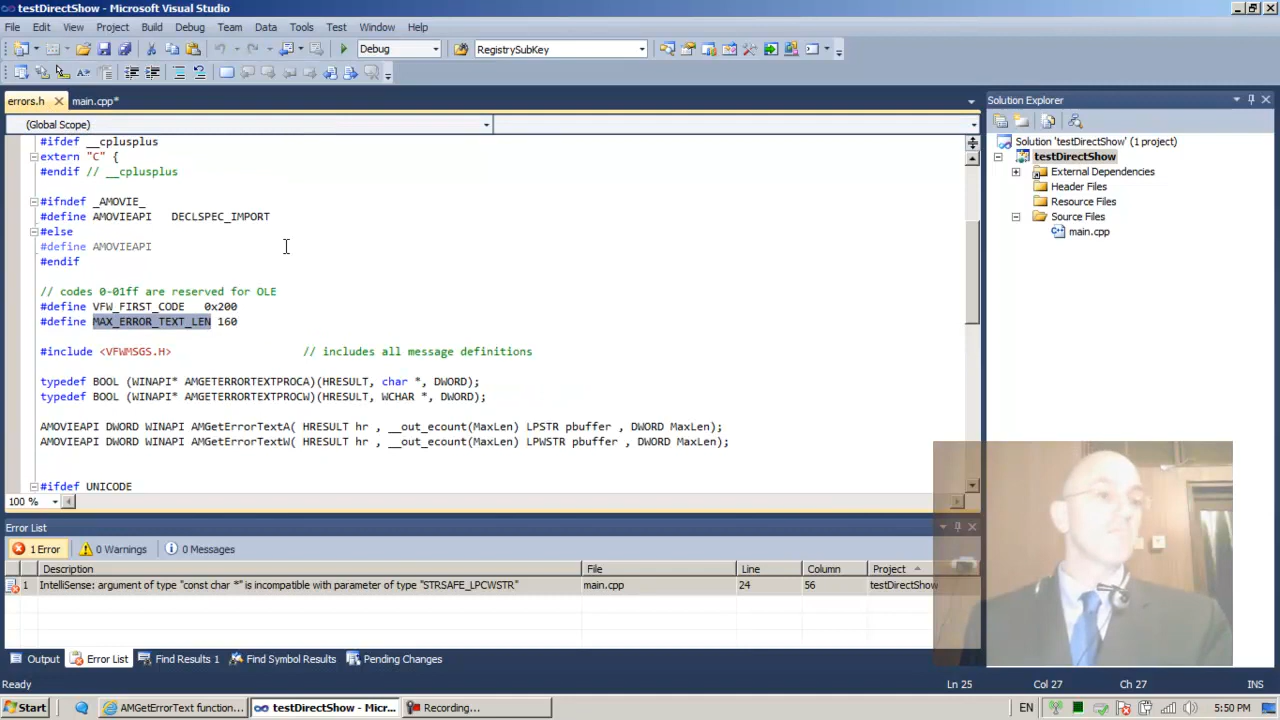 testDirectShow - Microsoft Visual Studio
File Edit View Project Build Debug Team Data Tools Test Window Help
Debug RegistrySubKey
errors.h main.cpp*
Solution Explorer
(Global Scope)
#ifdef __cplusplus
extern "C" {
#endif // __cplusplus
#ifndef _AMOVIE_
#define AMOVIEAPI DECLSPEC_IMPORT
#else
#define AMOVIEAPI
#endif
// codes 0-01ff are reserved for OLE
#define VFW_FIRST_CODE 0x200
#define MAX_ERROR_TEXT_LEN 160
#include <VFWMSGS.H> // includes all message definitions
typedef BOOL (WINAPI* AMGETERRORTEXTPROCA)(HRESULT, char *, DWORD);
typedef BOOL (WINAPI* AMGETERRORTEXTPROCW)(HRESULT, WCHAR *, DWORD);
AMOVIEAPI DWORD WINAPI AMGetErrorTextA( HRESULT hr , __out_ecount(MaxLen) LPSTR pbuffer , DWORD MaxLen);
AMOVIEAPI DWORD WINAPI AMGetErrorTextW( HRESULT hr , __out_ecount(MaxLen) LPWSTR pbuffer , DWORD MaxLen);
#ifdef UNICODE
100 %
Solution 'testDirectShow' (1 project)
testDirectShow
External Dependencies
Header Files
Resource Files
Source Files
main.cpp
Error List
1 Error 0 Warnings 0 Messages
Description File Line Column Project
1 IntelliSense: argument of type "const char *" is incompatible with parameter of type "STRSAFE_LPCWSTR" main.cpp 24 56 testDirectShow
Output Error List Find Results 1 Find Symbol Results Pending Changes
Ready Ln 25 Col 27 Ch 27 INS
Start AMGetErrorText function... testDirectShow - Micr... Recording... EN 5:50 PM